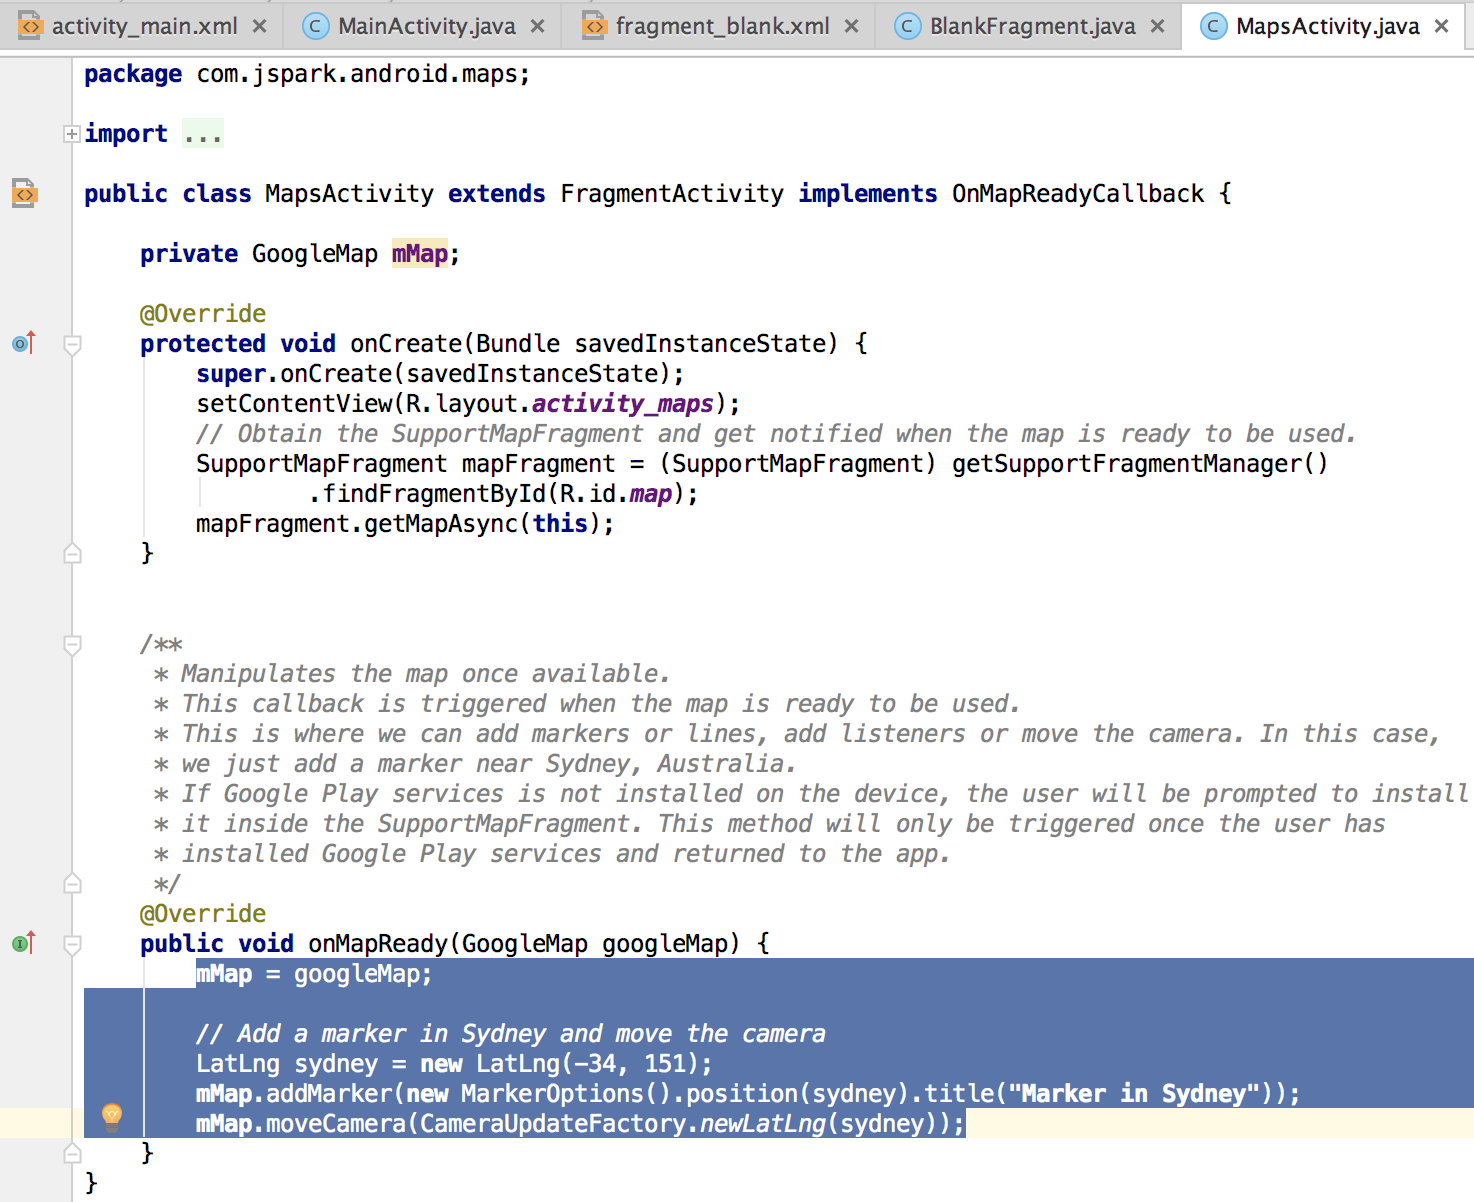 activity_main.xml MainActivity.java fragment_blank.xml BlankFragment.java MapsActivity.java
package com.jspark.android.maps;
import ...
public class MapsActivity extends FragmentActivity implements OnMapReadyCallback {
private GoogleMap mMap;
@Override
protected void onCreate(Bundle savedInstanceState) {
super.onCreate(savedInstanceState);
setContentView(R.layout.activity_maps);
// Obtain the SupportMapFragment and get notified when the map is ready to be used.
SupportMapFragment mapFragment = (SupportMapFragment) getSupportFragmentManager()
.findFragmentById(R.id.map);
mapFragment.getMapAsync(this);
}
/**
* Manipulates the map once available.
* This callback is triggered when the map is ready to be used.
* This is where we can add markers or lines, add listeners or move the camera. In this case,
* we just add a marker near Sydney, Australia.
* If Google Play services is not installed on the device, the user will be prompted to install
* it inside the SupportMapFragment. This method will only be triggered once the user has
* installed Google Play services and returned to the app.
*/
@Override
public void onMapReady(GoogleMap googleMap) {
mMap = googleMap;
// Add a marker in Sydney and move the camera
LatLng sydney = new LatLng(-34, 151);
mMap.addMarker(new MarkerOptions().position(sydney).title("Marker in Sydney"));
mMap.moveCamera(CameraUpdateFactory.newLatLng(sydney));
}
}